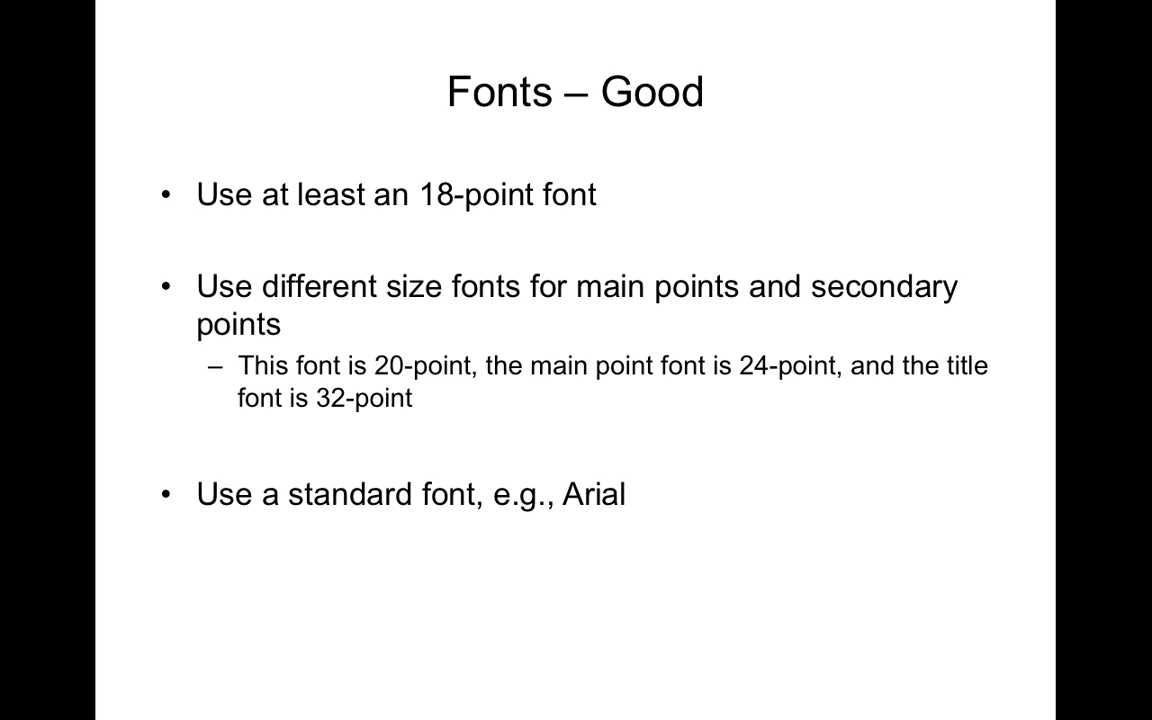 Fonts – Good
• Use at least an 18-point font
• Use different size fonts for main points and secondary
points
– This font is 20-point, the main point font is 24-point, and the title
font is 32-point
• Use a standard font, e.g., Arial